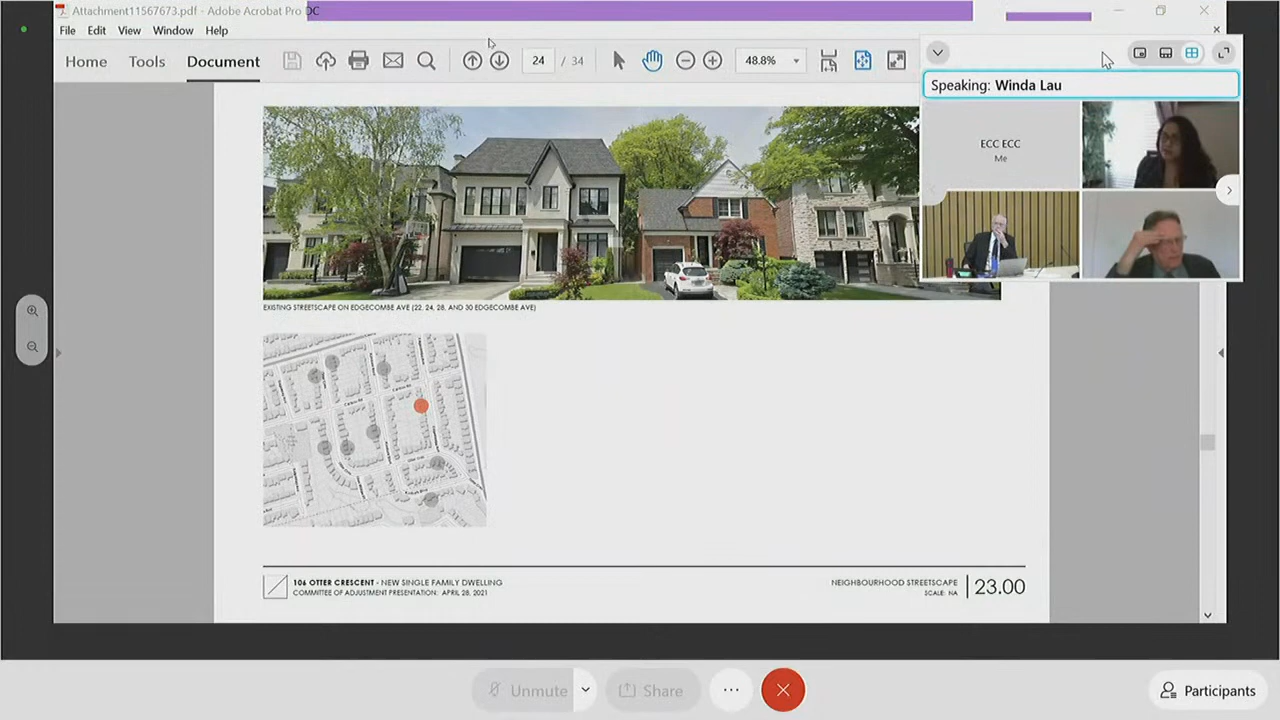 Attachment11567673.pdf - Adobe Acrobat Pro DC
File Edit View Window Help
Home Tools Document
24 / 34
48.8%
Speaking: Winda Lau
ECC ECC
Me
EXISTING STREETSCAPE ON EDGECOMBE AVE (22, 24, 28, AND 30 EDGECOMBE AVE)
106 OTTER CRESCENT - NEW SINGLE FAMILY DWELLING
COMMITTEE OF ADJUSTMENT PRESENTATION: APRIL 28, 2021
NEIGHBOURHOOD STREETSCAPE
SCALE: NA
23.00
Unmute
Share
Participants